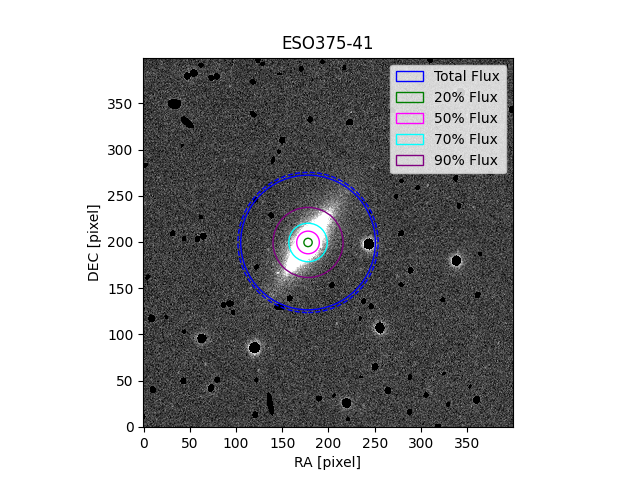 ESO375-41
Total Flux
20% Flux
50% Flux
70% Flux
90% Flux
DEC [pixel]
350
300
250
200
150
100
50
0
0 50 100 150 200 250 300 350
RA [pixel]